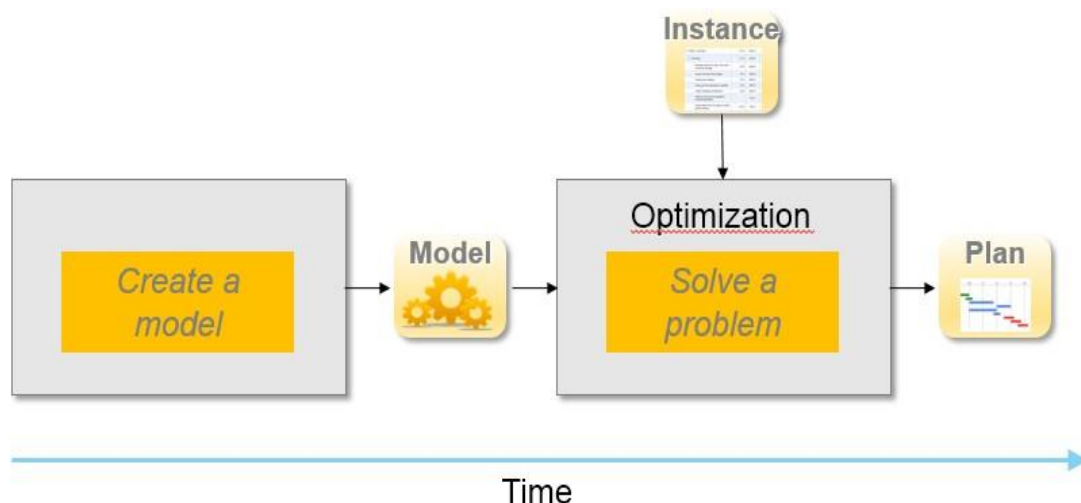 Instance
Optimization
Create a
model
Model
Solve a
problem
Plan
Time